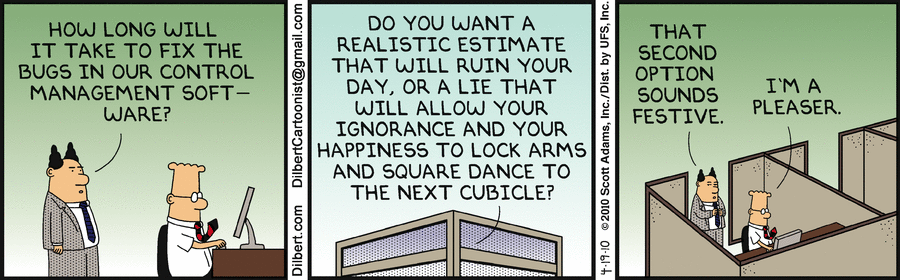 HOW LONG WILL
IT TAKE TO FIX THE
BUGS IN OUR CONTROL
MANAGEMENT SOFT-
WARE?
Dilbert.com DilbertCartoonist@gmail.com
DO YOU WANT A
REALISTIC ESTIMATE
THAT WILL RUIN YOUR
DAY, OR A LIE THAT
WILL ALLOW YOUR
IGNORANCE AND YOUR
HAPPINESS TO LOCK ARMS
AND SQUARE DANCE TO
THE NEXT CUBICLE?
4-19-10 ©2010 Scott Adams, Inc./Dist. by UFS, Inc.
THAT
SECOND
OPTION
SOUNDS
FESTIVE.
I'M A
PLEASER.